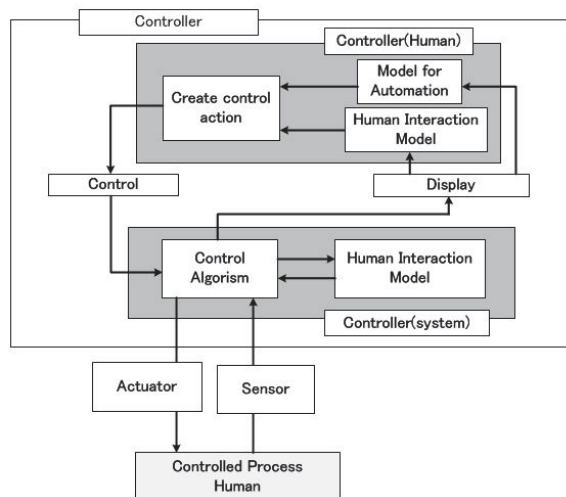 Controller
Controller(Human)
Model for
Automation
Create control
action
Human Interaction
Model
Control
Display
Control
Algorism
Human Interaction
Model
Controller(system)
Actuator
Sensor
Controlled Process
Human